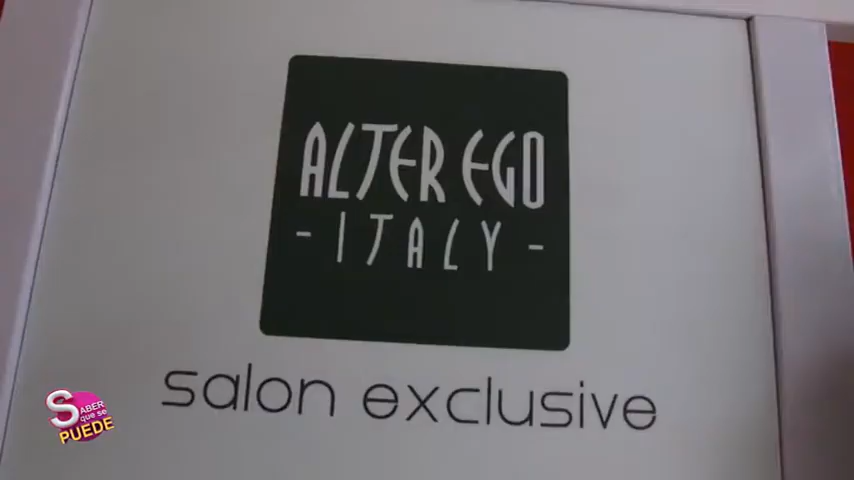 ALTER EGO
- ITALY -
salon exclusive
SABER
que se
PUEDE